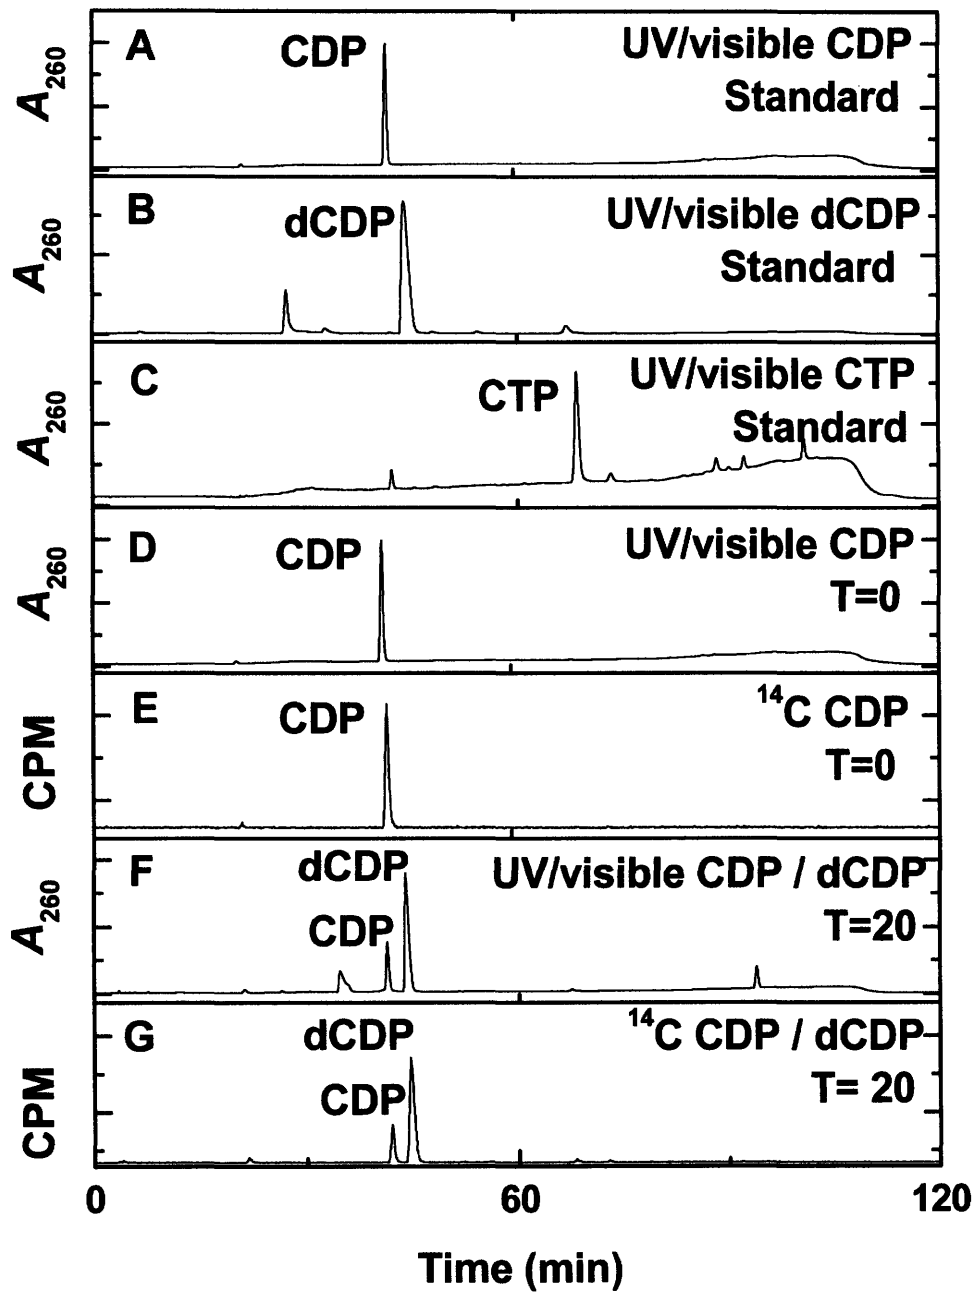 A
CDP
UV/visible CDP
Standard
A260
B
dCDP
UV/visible dCDP
Standard
A260
C
CTP
UV/visible CTP
Standard
A260
D
CDP
UV/visible CDP
T=0
A260
E
CDP
14C CDP
T=0
CPM
F
dCDP
CDP
UV/visible CDP / dCDP
T=20
A260
G
dCDP
CDP
14C CDP / dCDP
T= 20
CPM
0 60 120
Time (min)